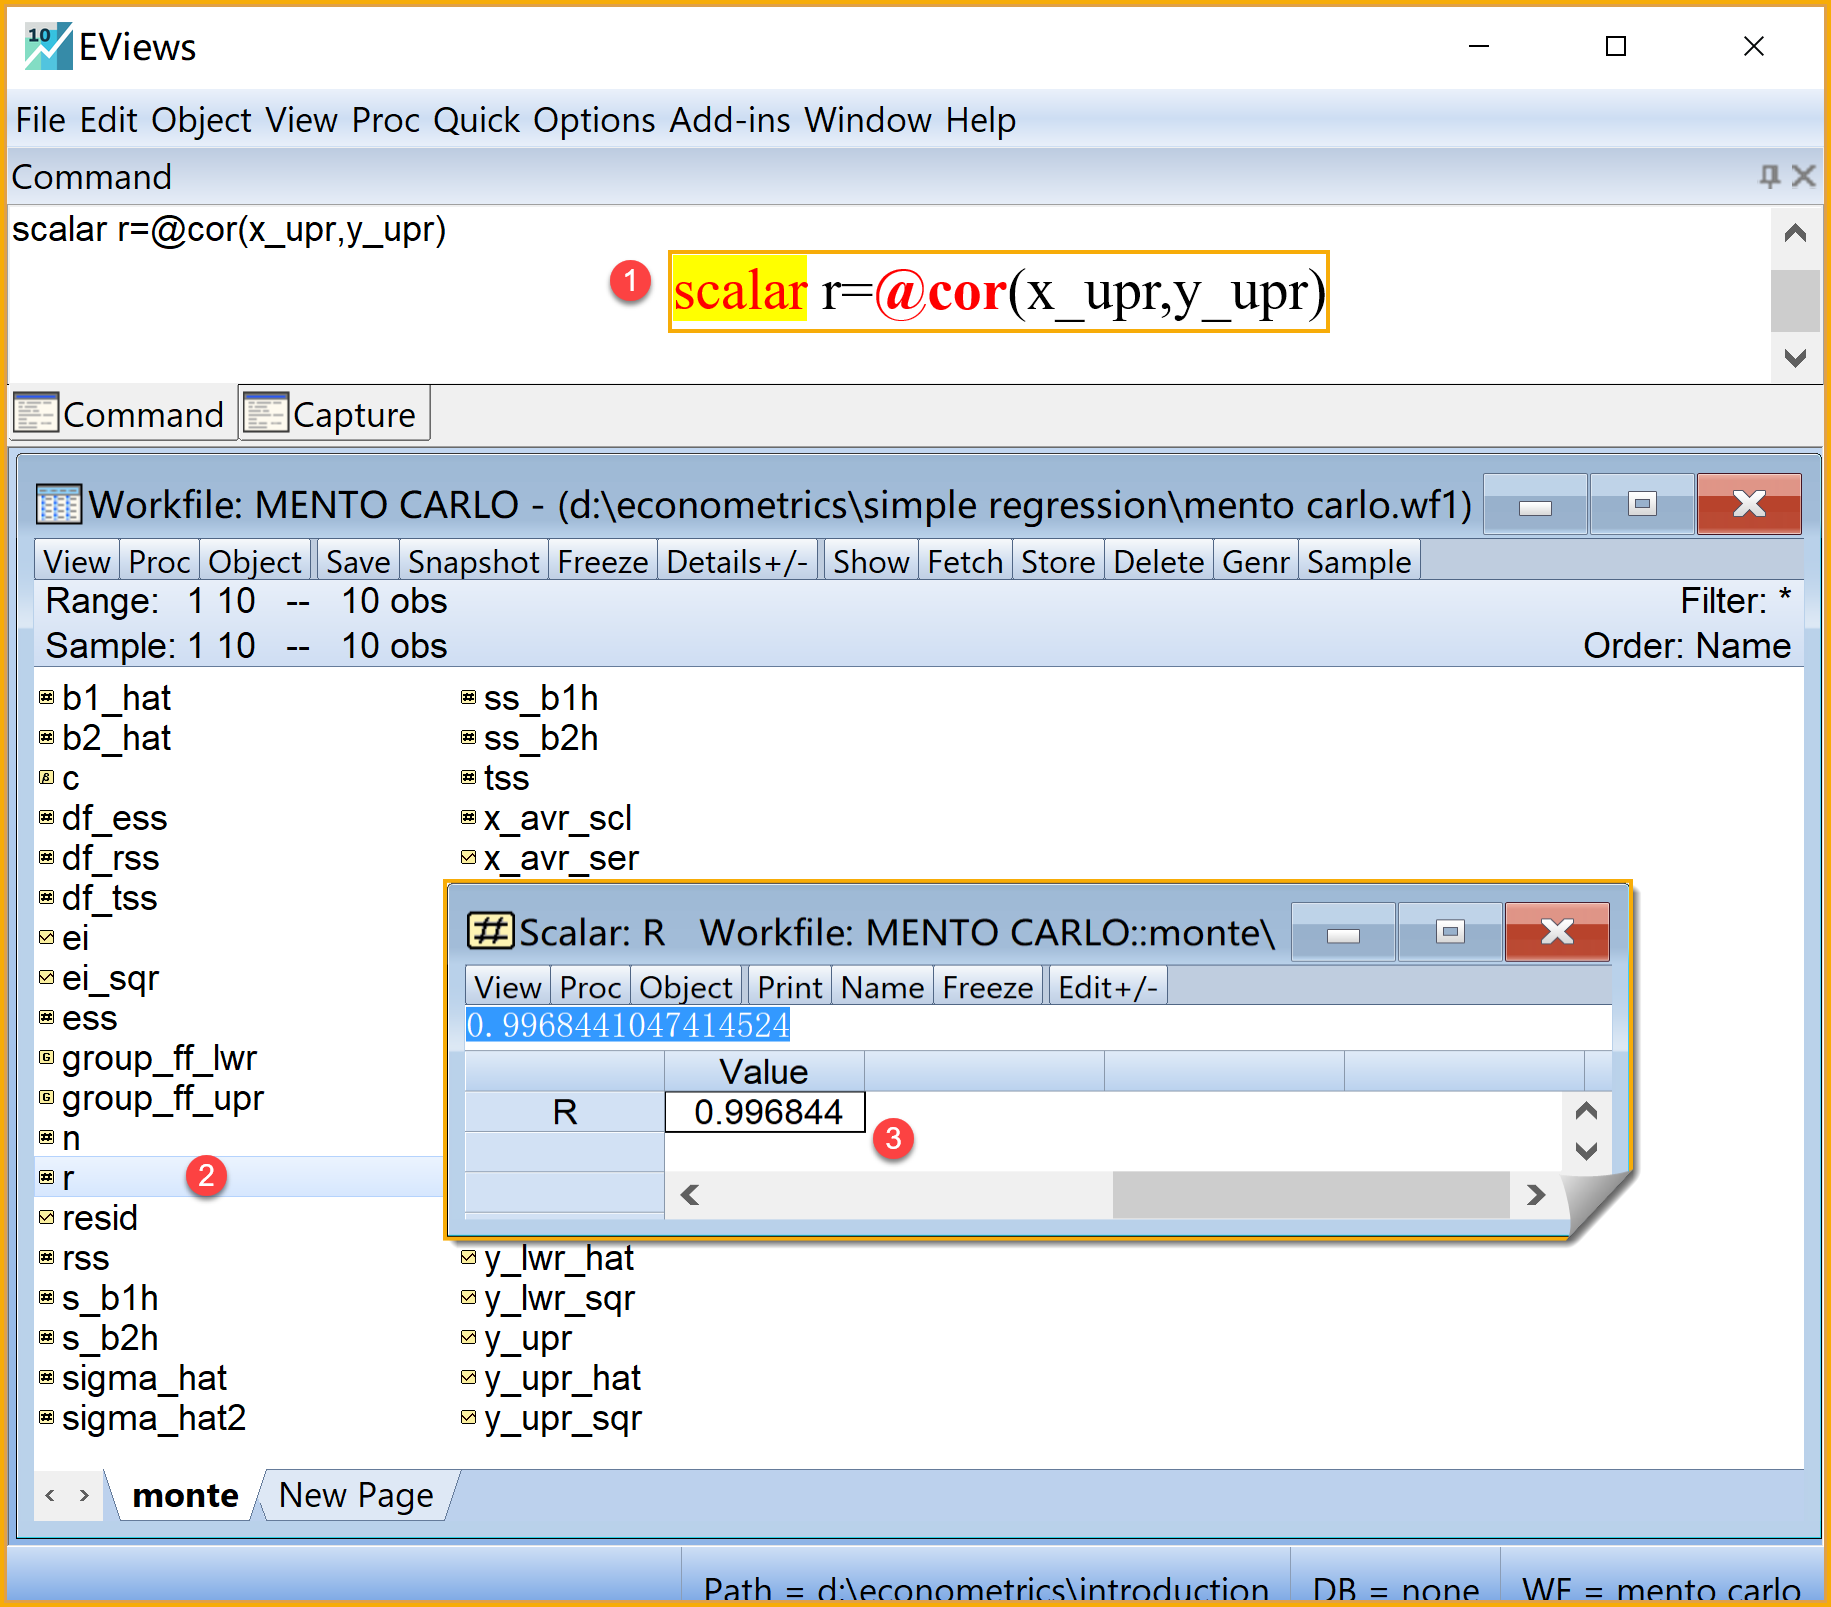 10 EViews
File Edit Object View Proc Quick Options Add-ins Window Help
Command
scalar r=@cor(x_upr,y_upr)
1 scalar r=@cor(x_upr,y_upr)
Command Capture
Workfile: MENTO CARLO - (d:\econometrics\simple regression\mento carlo.wf1)
View Proc Object Save Snapshot Freeze Details+/- Show Fetch Store Delete Genr Sample
Range: 1 10 -- 10 obs Filter: *
Sample: 1 10 -- 10 obs Order: Name
b1_hat
b2_hat
c
df_ess
df_rss
df_tss
ei
ei_sqr
ess
group_ff_lwr
group_ff_upr
n
r 2
resid
rss
s_b1h
s_b2h
sigma_hat
sigma_hat2
ss_b1h
ss_b2h
tss
x_avr_scl
x_avr_ser
Scalar: R Workfile: MENTO CARLO::monte\
View Proc Object Print Name Freeze Edit+/-
0.9968441047414524
Value
R 0.996844
3
y_lwr_hat
y_lwr_sqr
y_upr
y_upr_hat
y_upr_sqr
monte New Page
Path = d:\econometrics\introduction DB = none WF = mento carlo